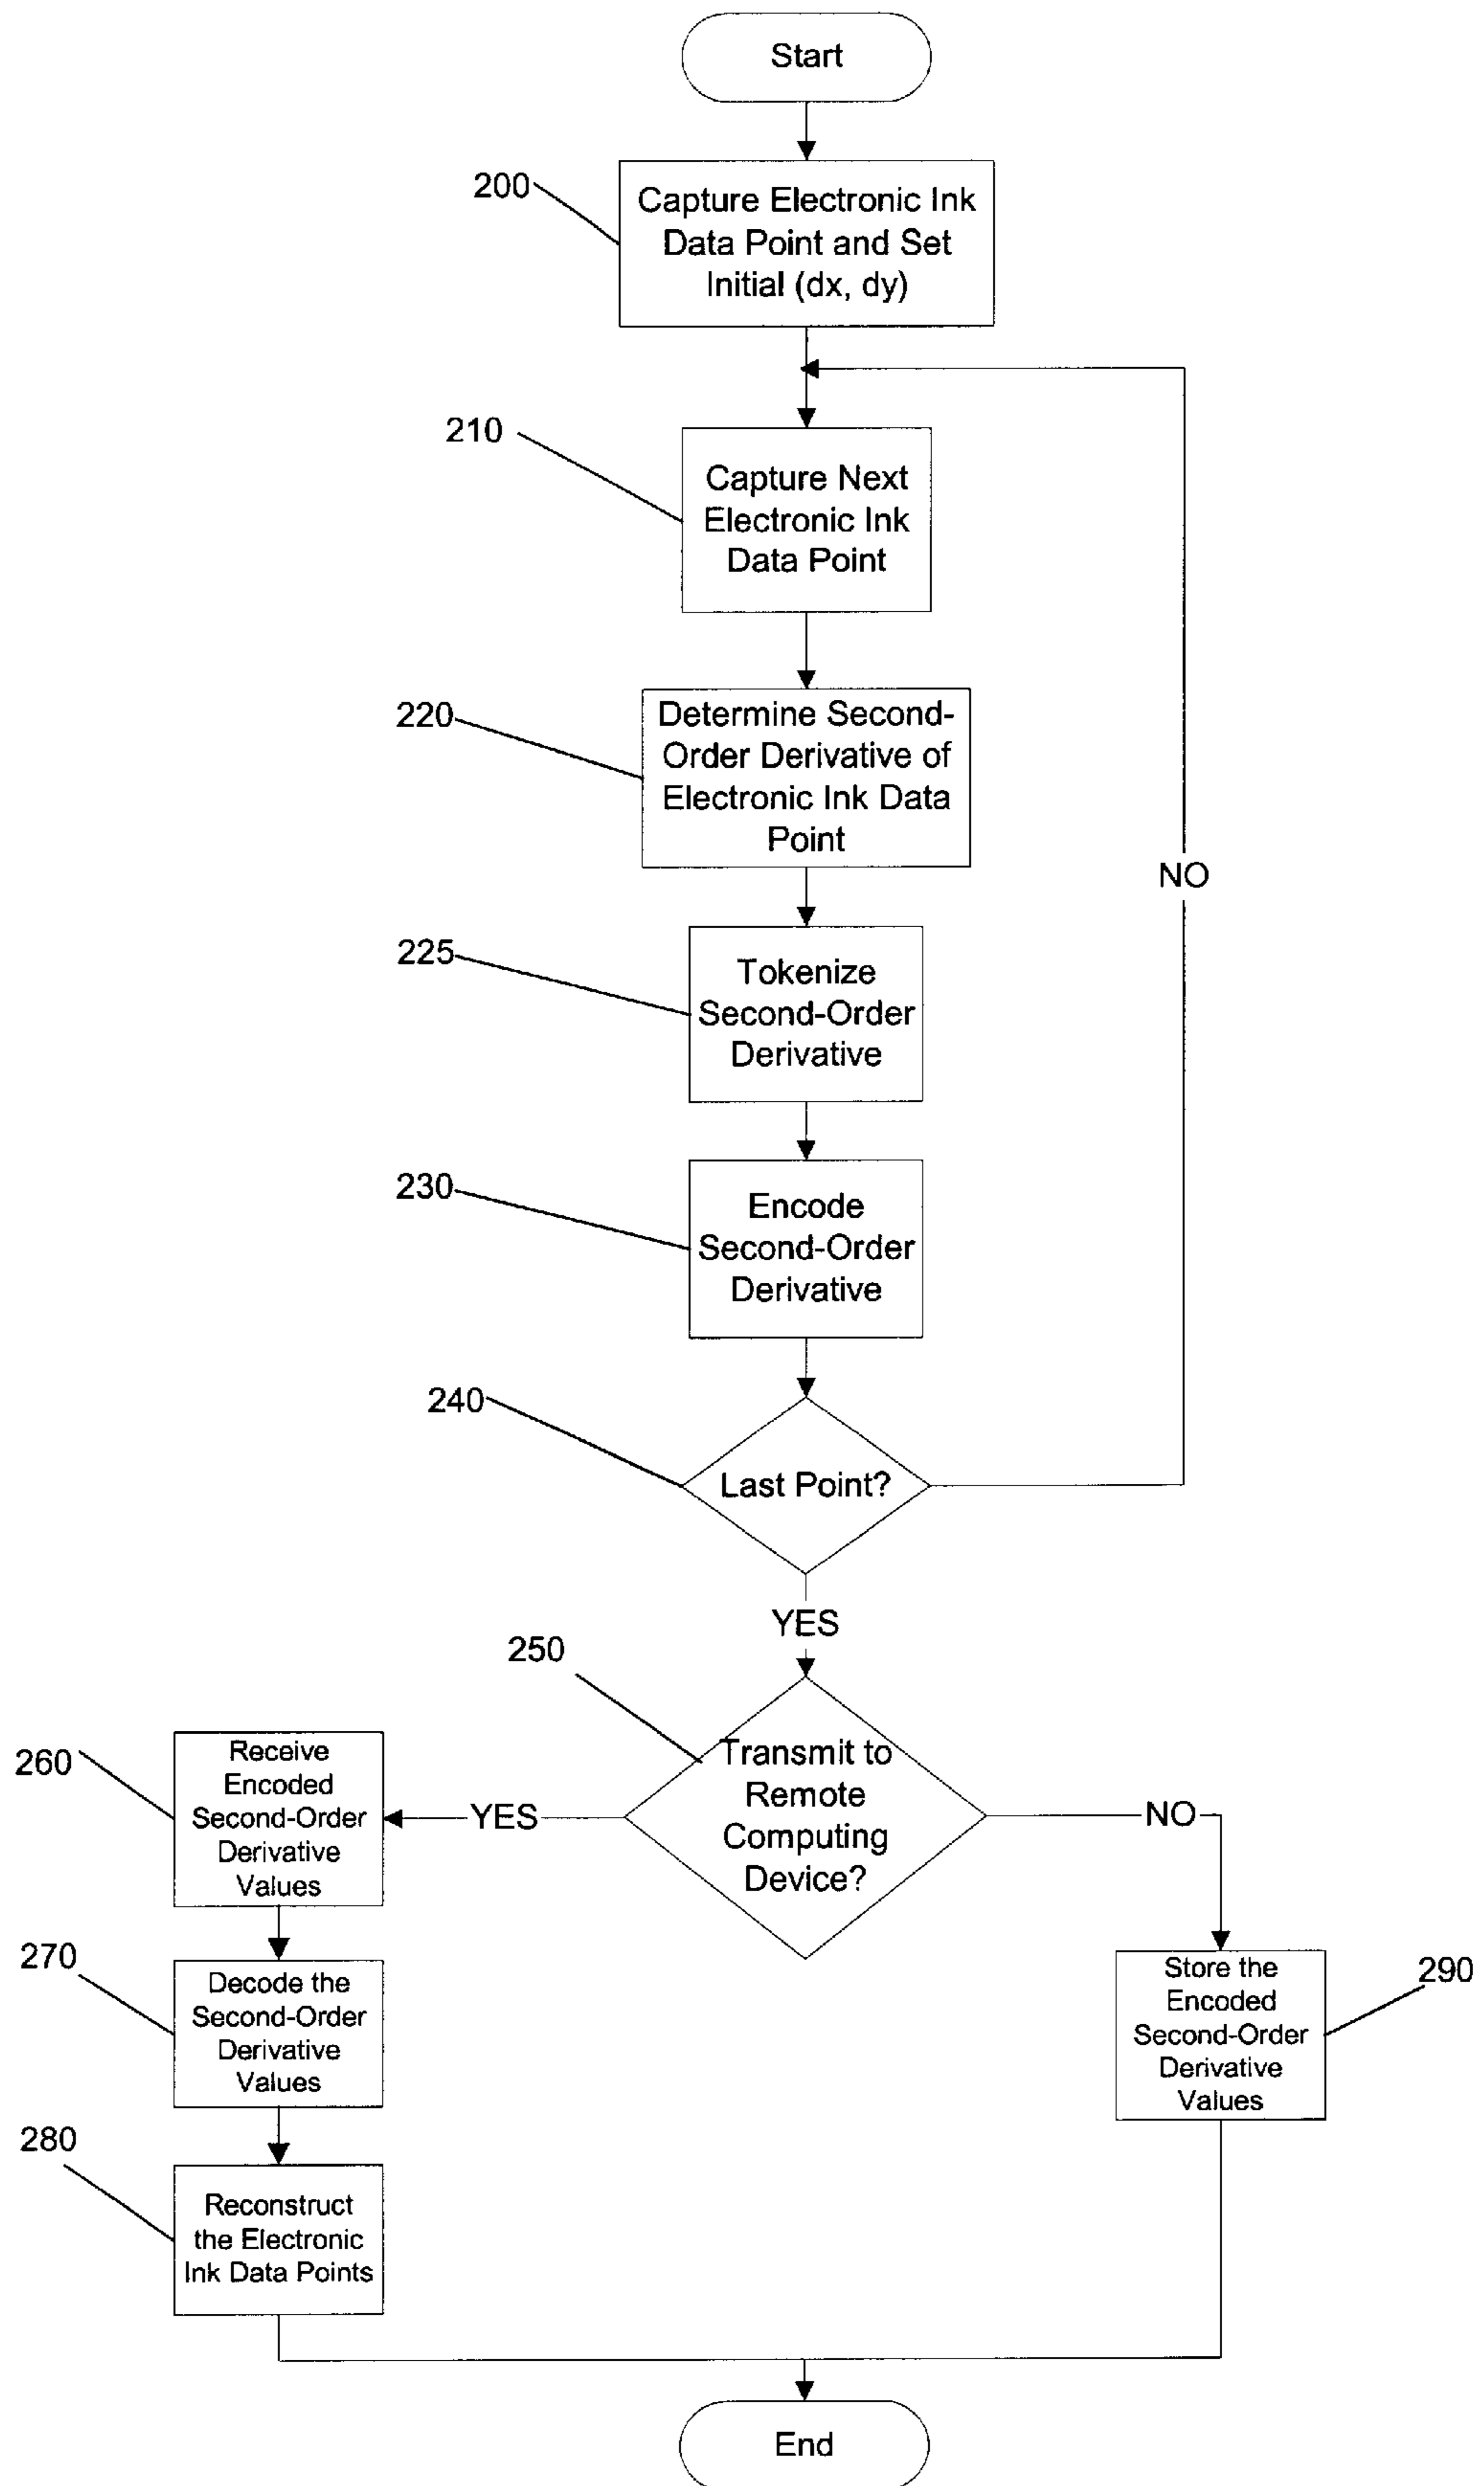 Start
200
Capture Electronic Ink
Data Point and Set
Initial (dx, dy)
210
Capture Next
Electronic Ink
Data Point
220
Determine Second-
Order Derivative of
Electronic Ink Data
Point
NO
225
Tokenize
Second-Order
Derivative
230
Encode
Second-Order
Derivative
240
Last Point?
YES
250
Transmit to
Remote
Computing
Device?
YES
NO
260
Receive
Encoded
Second-Order
Derivative
Values
270
Decode the
Second-Order
Derivative
Values
290
Store the
Encoded
Second-Order
Derivative
Values
280
Reconstruct
the Electronic
Ink Data Points
End